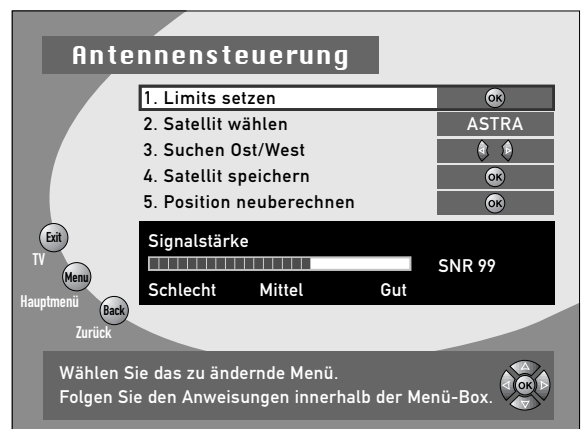 Antennensteuerung
1. Limits setzen OK
2. Satellit wählen ASTRA
3. Suchen Ost/West
4. Satellit speichern OK
5. Position neuberechnen OK
Signalstärke
SNR 99
Schlecht Mittel Gut
Exit
TV
Menu
Hauptmenü
Back
Zurück
Wählen Sie das zu ändernde Menü.
Folgen Sie den Anweisungen innerhalb der Menü-Box.
OK